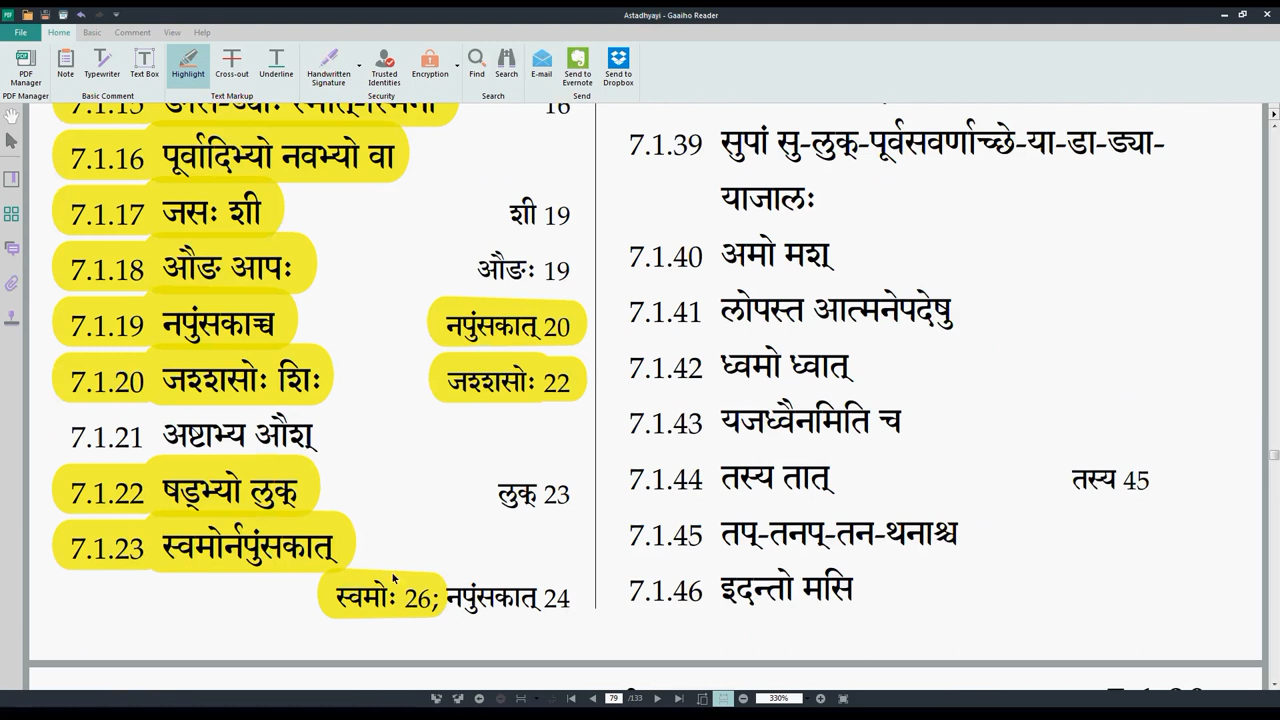 Astadhyayi - Gaaiho Reader
File Home Basic Comment View Help
PDF Manager Note Typewriter Text Box Highlight Cross-out Underline Handwritten Signature Trusted Identities Encryption Find Search E-mail Send to Evernote Send to Dropbox
PDF Manager Basic Comment Text Markup Security Search Send
7.1.15 16
7.1.16 पूर्वादिभ्यो नवभ्यो वा
7.1.17 जसः शी शी 19
7.1.18 औङ आपः औङः 19
7.1.19 नपुंसकाच्च नपुंसकात् 20
7.1.20 जश्शसोः शिः जश्शसोः 22
7.1.21 अष्टाभ्य औश्
7.1.22 षड्भ्यो लुक् लुक् 23
7.1.23 स्वमोर्नपुंसकात्
स्वमोः 26; नपुंसकात् 24
7.1.39 सुपां सु-लुक्-पूर्वसवर्णाच्छे-या-डा-ड्या-
याजालः
7.1.40 अमो मश्
7.1.41 लोपस्त आत्मनेपदेषु
7.1.42 ध्वमो ध्वात्
7.1.43 यजध्वैनमिति च
7.1.44 तस्य तात् तस्य 45
7.1.45 तप्-तनप्-तन-थनाश्च
7.1.46 इदन्तो मसि
79 /133 330%